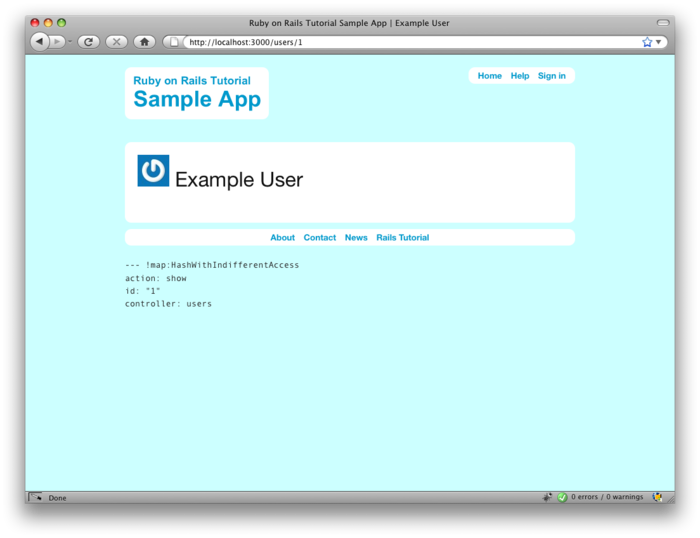 Ruby on Rails Tutorial Sample App | Example User
http://localhost:3000/users/1
Ruby on Rails Tutorial
Sample App
Home Help Sign in
Example User
About Contact News Rails Tutorial
--- !map:HashWithIndifferentAccess
action: show
id: "1"
controller: users
Done
0 errors / 0 warnings